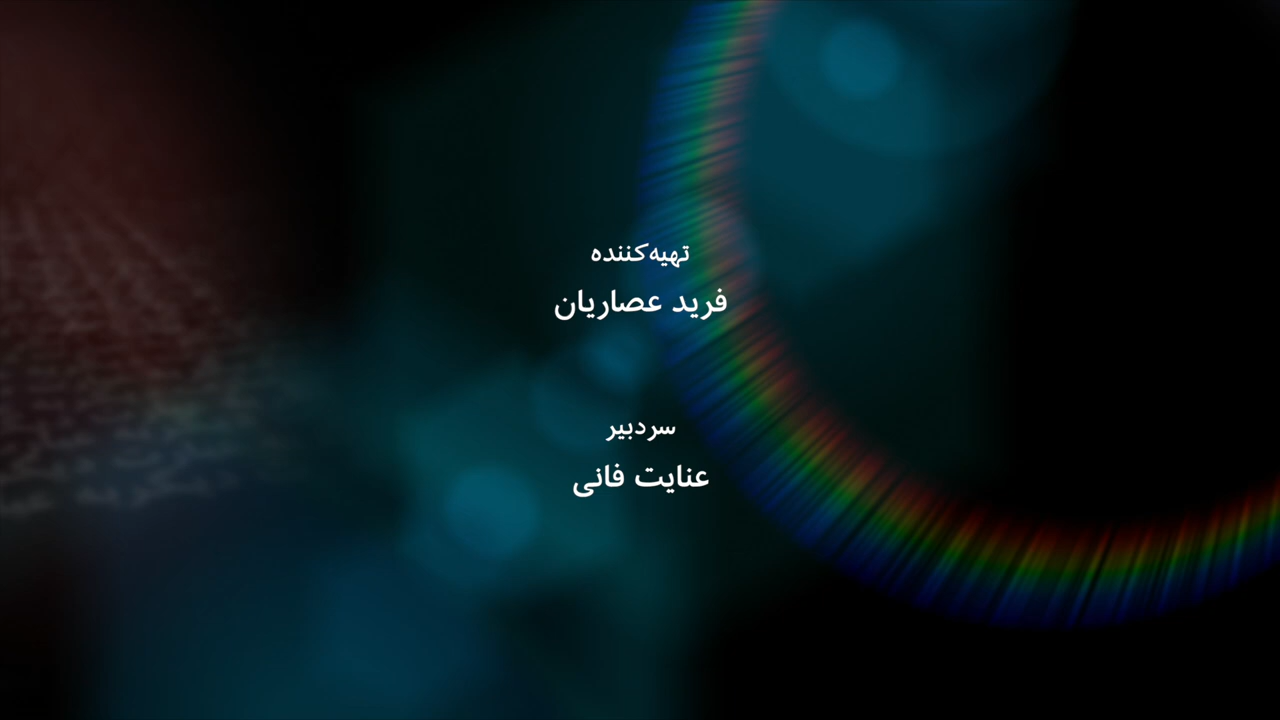 تهیه‌کننده
فرید عصاریان
سردبیر
عنایت فانی